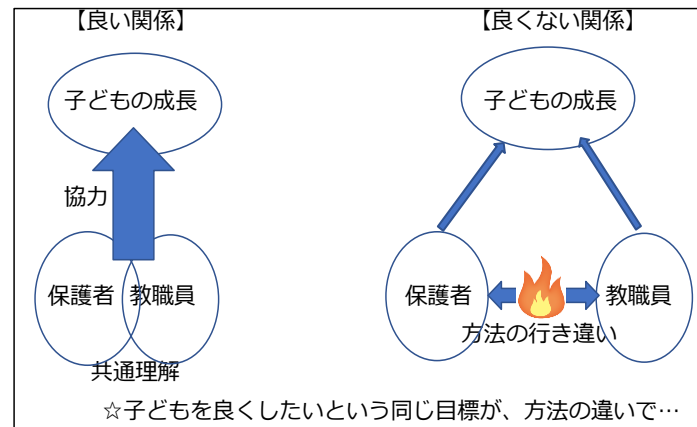 【良い関係】
子どもの成長
協力
保護者
教職員
共通理解
【良くない関係】
子どもの成長
保護者
教職員
方法の行き違い
☆子どもを良くしたいという同じ目標が、方法の違いで…